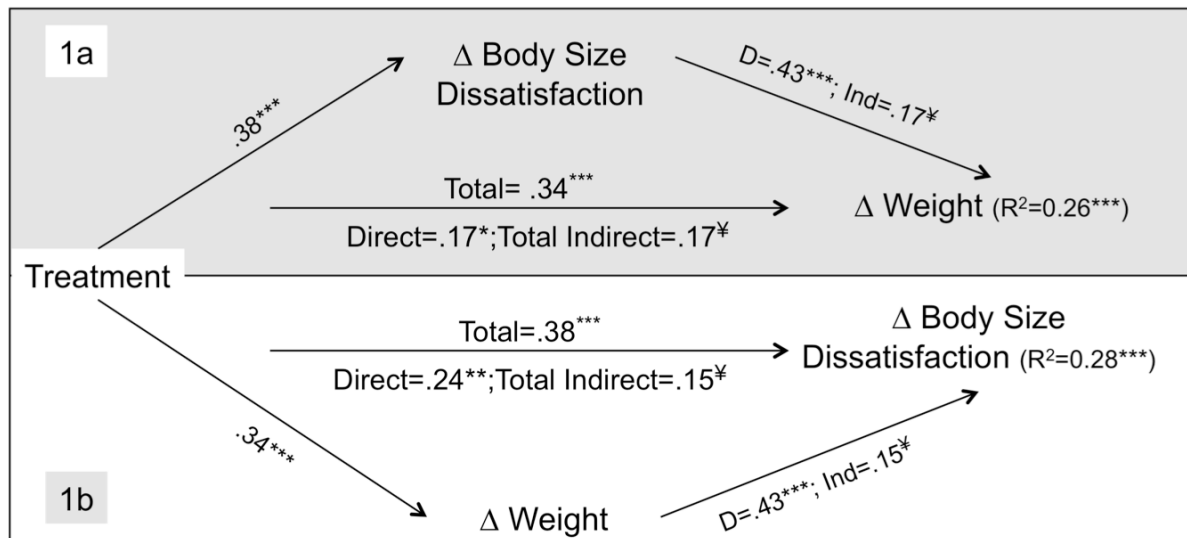 1a
Δ Body Size
Dissatisfaction
.38***
D=.43***; Ind=.17¥
Total= .34***
Direct=.17*;Total Indirect=.17¥
Δ Weight (R²=0.26***)
Treatment
Total=.38***
Direct=.24**;Total Indirect=.15¥
Δ Body Size
Dissatisfaction (R²=0.28***)
.34***
D=.43***; Ind=.15¥
1b
Δ Weight